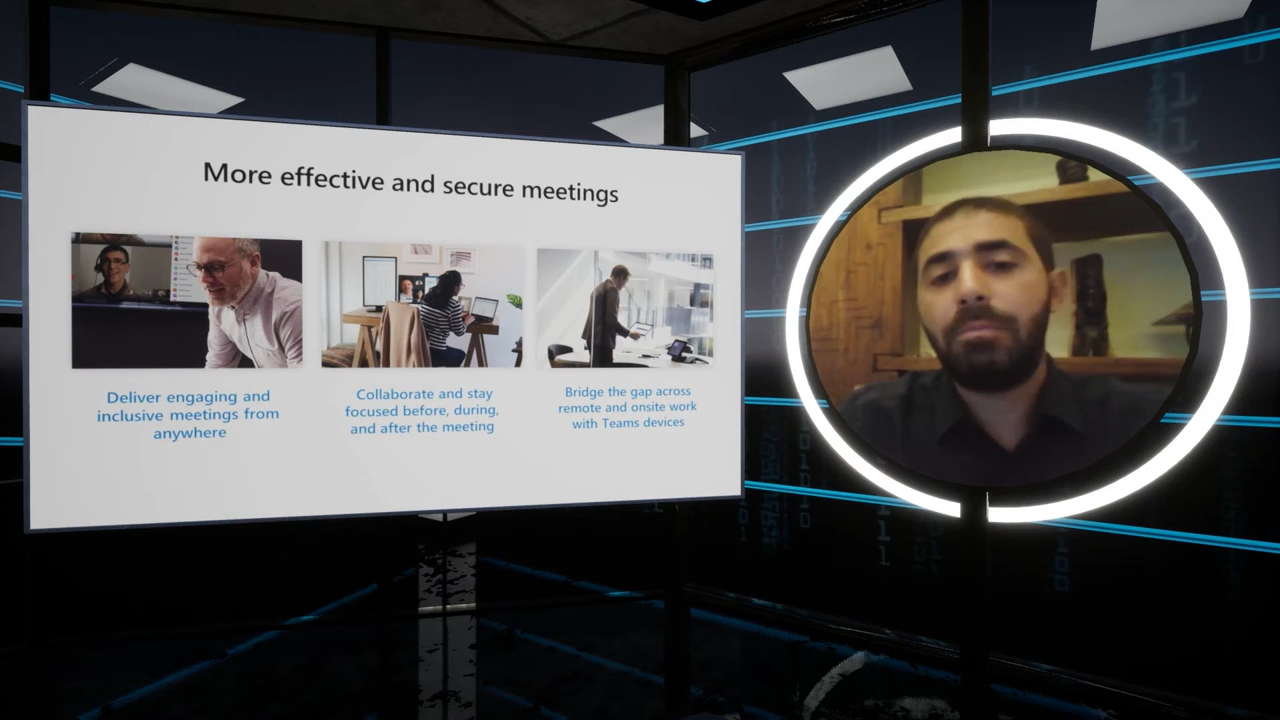 More effective and secure meetings
Deliver engaging and
inclusive meetings from
anywhere
Collaborate and stay
focused before, during,
and after the meeting
Bridge the gap across
remote and onsite work
with Teams devices